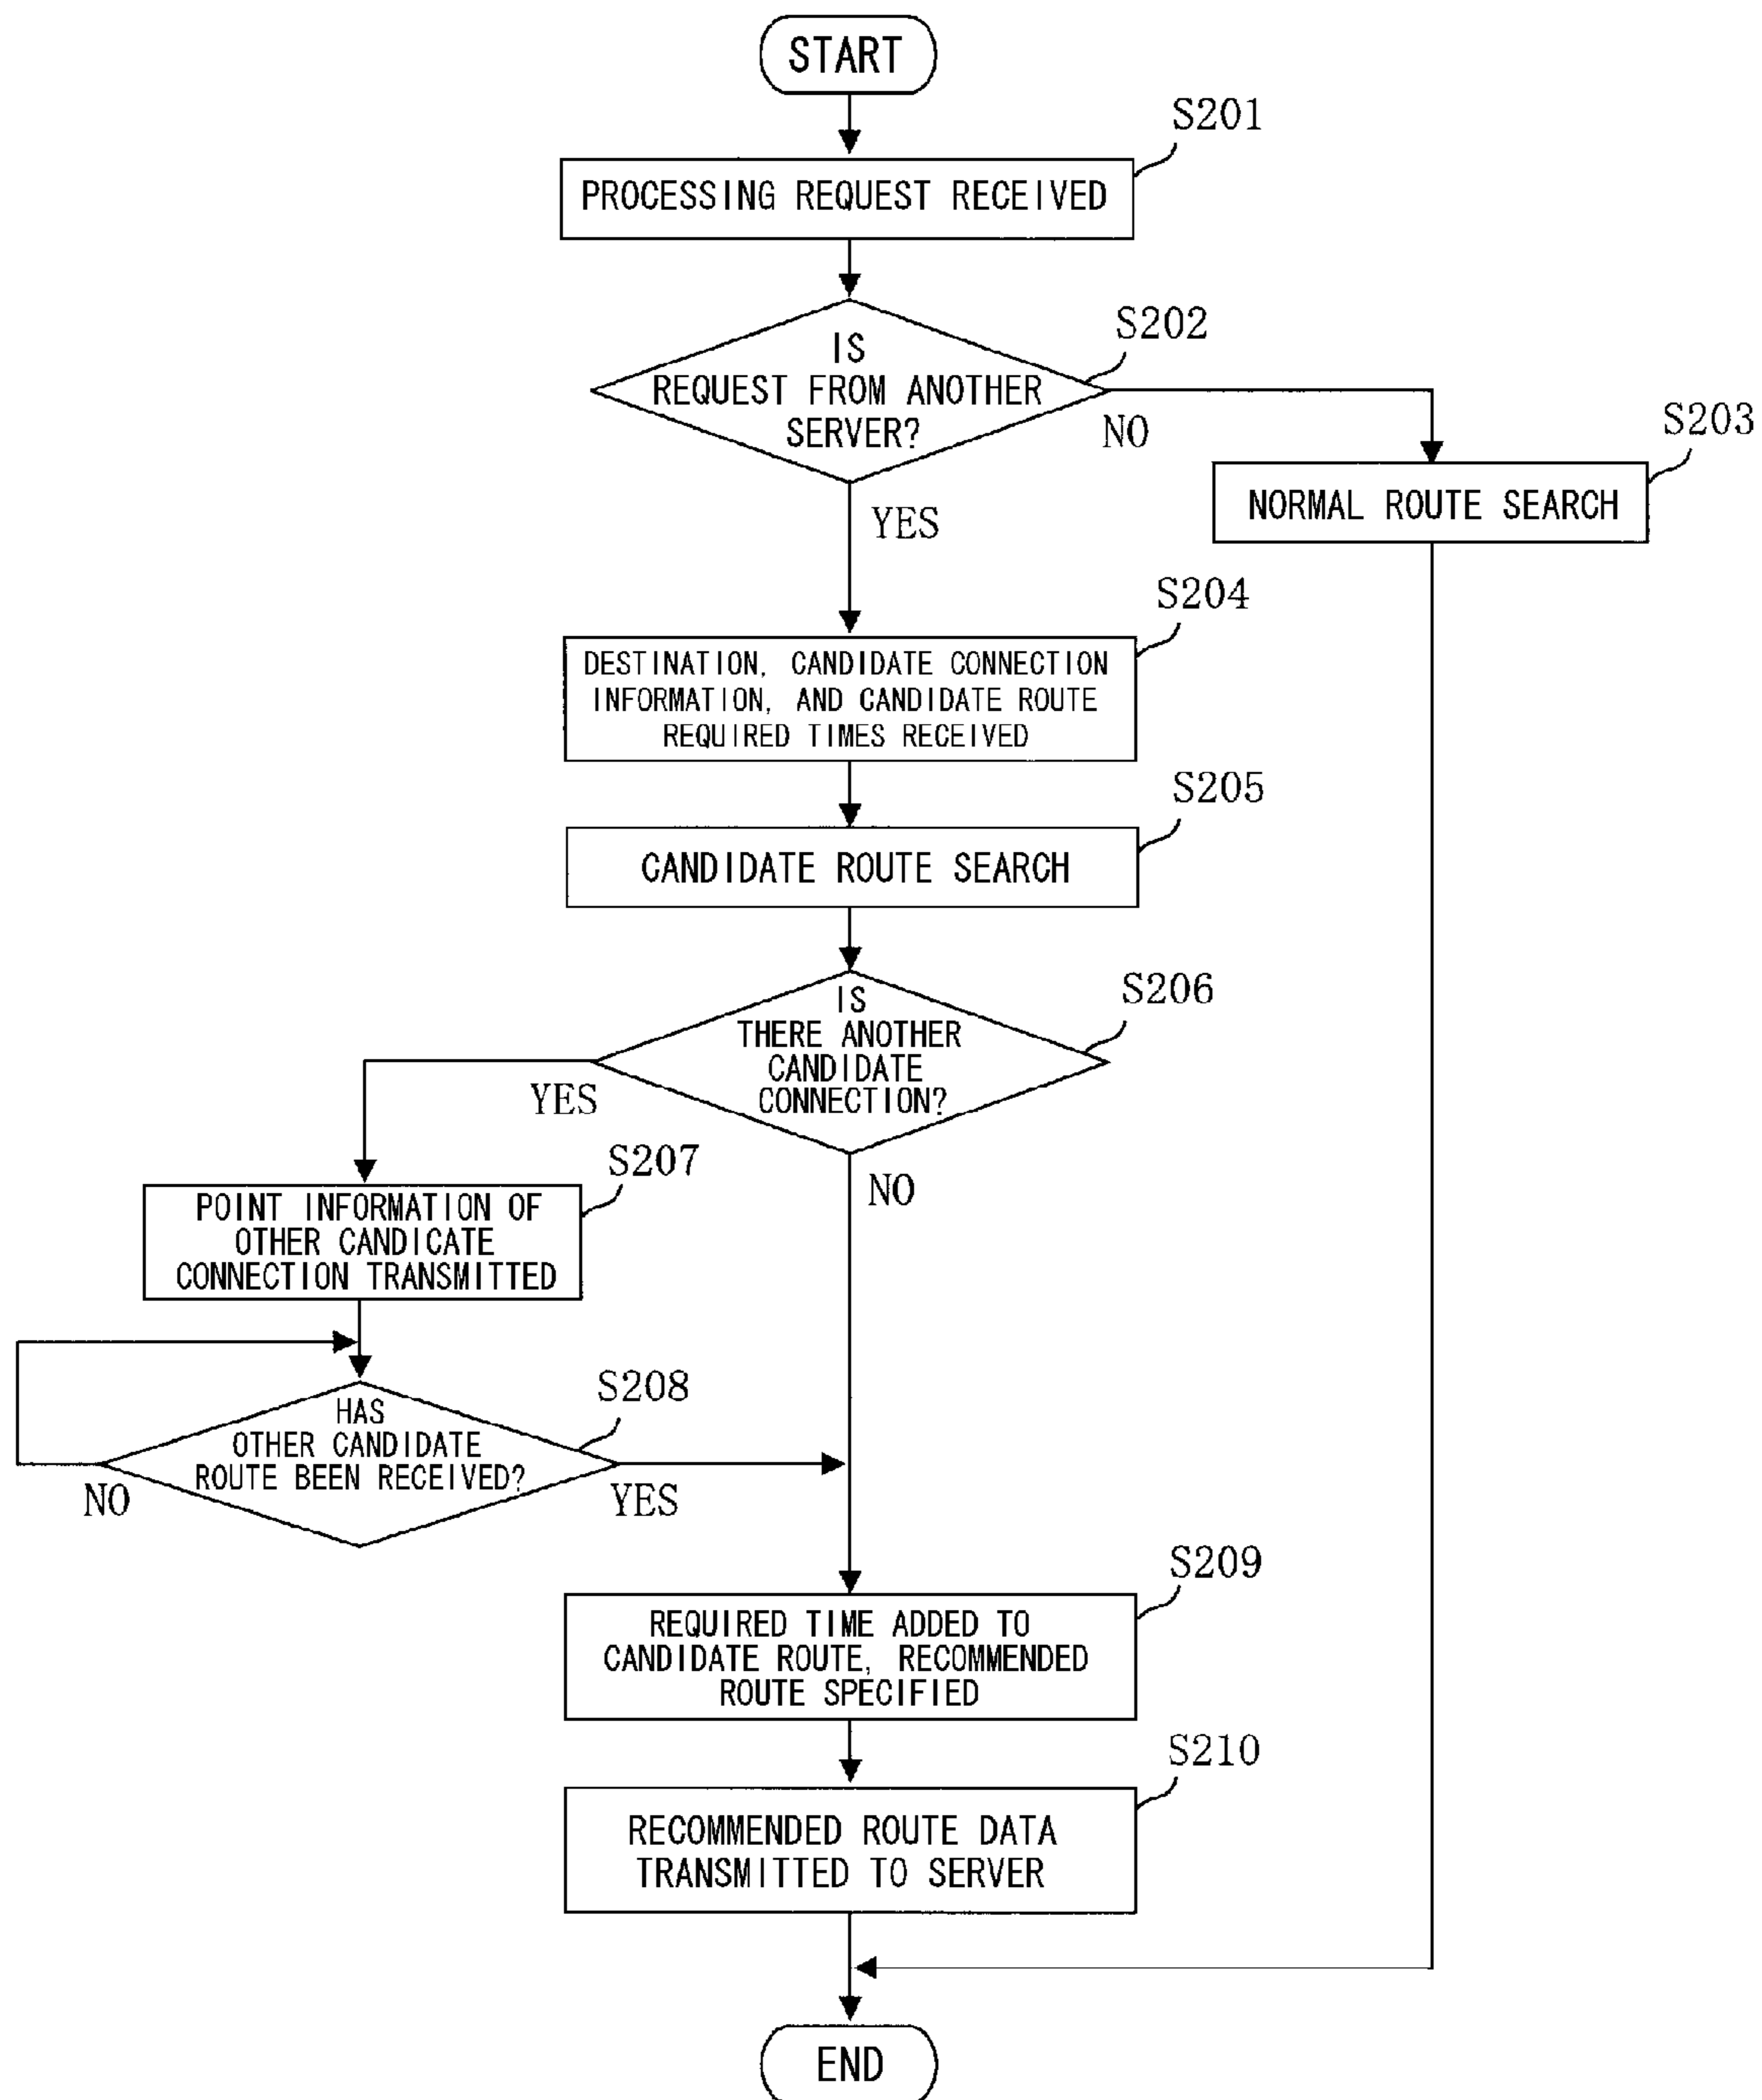 START
S201
PROCESSING REQUEST RECEIVED
S202
IS
REQUEST FROM ANOTHER
SERVER?
NO
S203
NORMAL ROUTE SEARCH
YES
S204
DESTINATION, CANDIDATE CONNECTION
INFORMATION, AND CANDIDATE ROUTE
REQUIRED TIMES RECEIVED
S205
CANDIDATE ROUTE SEARCH
S206
IS
THERE ANOTHER
CANDIDATE
CONNECTION?
YES
NO
S207
POINT INFORMATION OF
OTHER CANDICATE
CONNECTION TRANSMITTED
S208
HAS
OTHER CANDIDATE
ROUTE BEEN RECEIVED?
NO
YES
S209
REQUIRED TIME ADDED TO
CANDIDATE ROUTE, RECOMMENDED
ROUTE SPECIFIED
S210
RECOMMENDED ROUTE DATA
TRANSMITTED TO SERVER
END